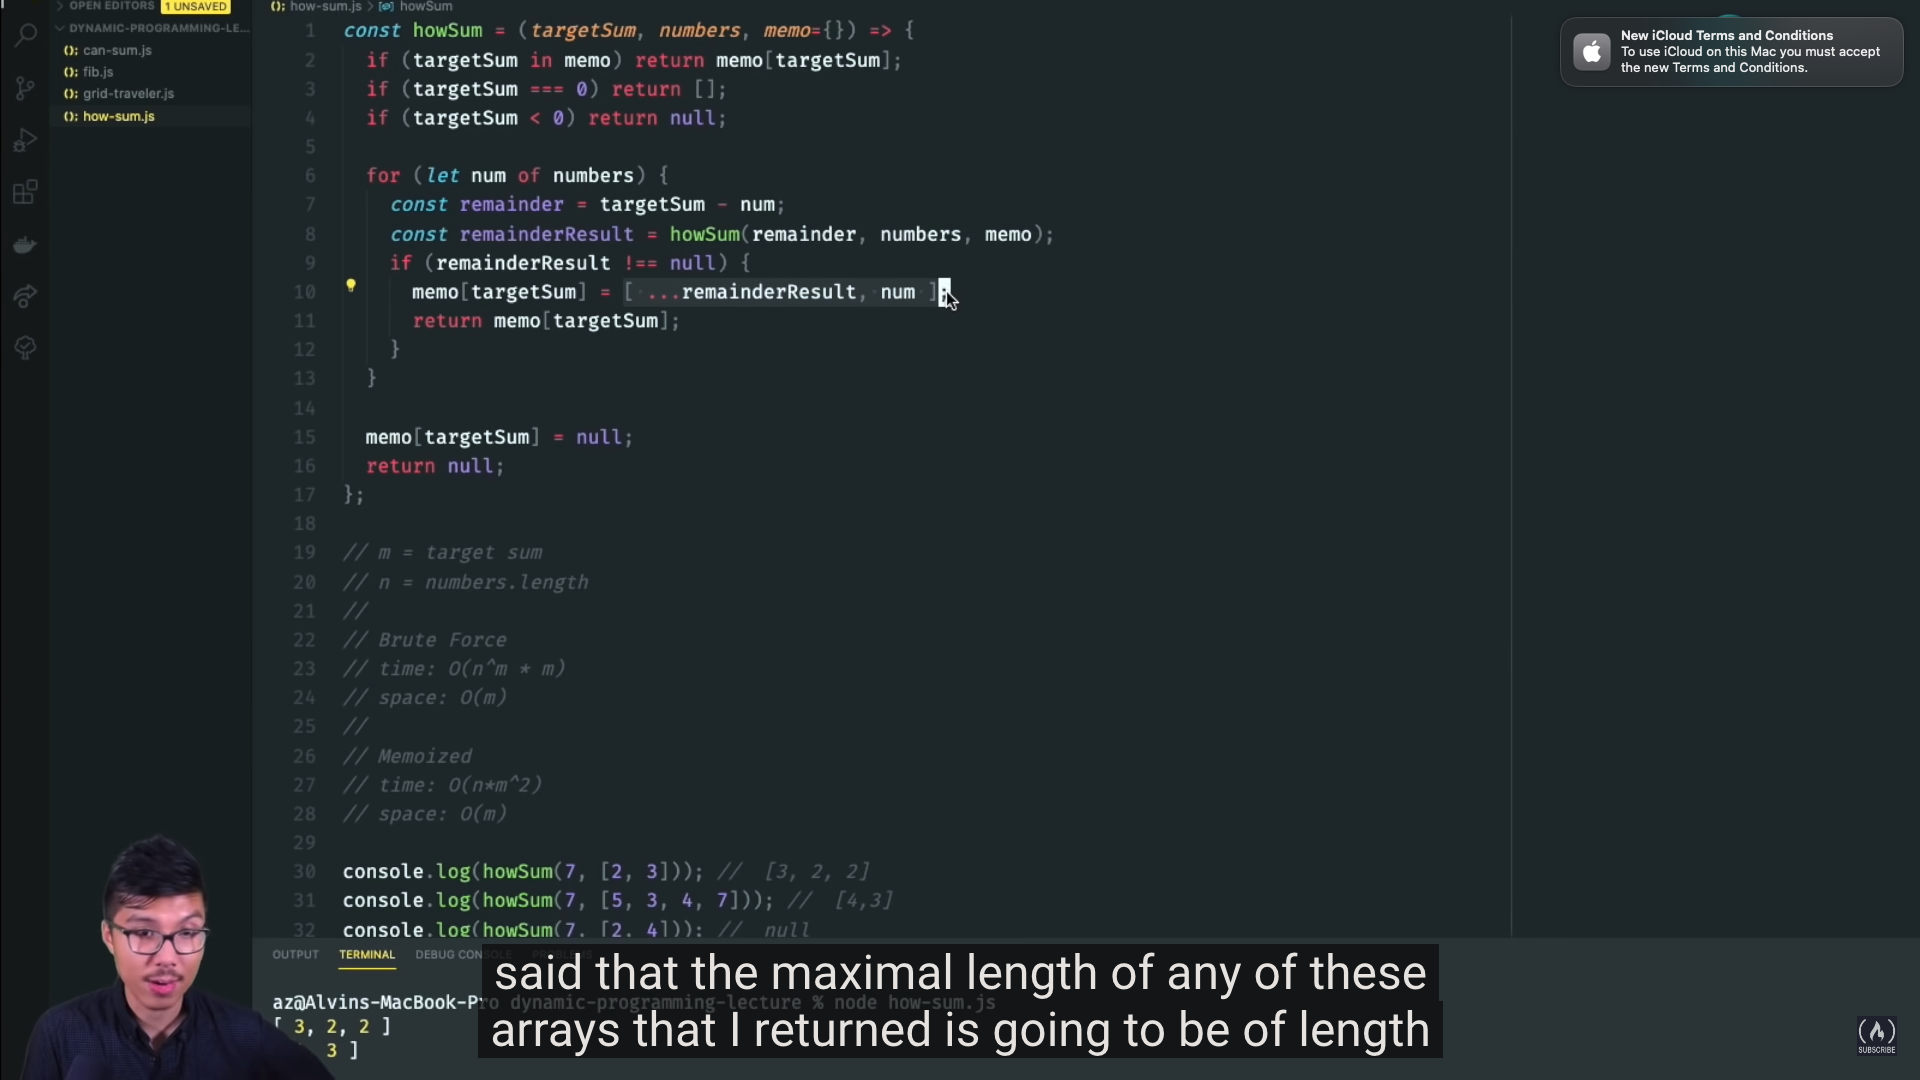 OPEN EDITORS 1 UNSAVED
DYNAMIC-PROGRAMMING-LE...
(): can-sum.js
(): fib.js
(): grid-traveler.js
(): how-sum.js
(): how-sum.js > howSum
1 const howSum = (targetSum, numbers, memo={}) => {
2 if (targetSum in memo) return memo[targetSum];
3 if (targetSum === 0) return [];
4 if (targetSum < 0) return null;
5
6 for (let num of numbers) {
7 const remainder = targetSum - num;
8 const remainderResult = howSum(remainder, numbers, memo);
9 if (remainderResult !== null) {
10 memo[targetSum] = [ ...remainderResult, num ];
11 return memo[targetSum];
12 }
13 }
14
15 memo[targetSum] = null;
16 return null;
17 };
18
19 // m = target sum
20 // n = numbers.length
21 //
22 // Brute Force
23 // time: O(n^m * m)
24 // space: O(m)
25 //
26 // Memoized
27 // time: O(n*m^2)
28 // space: O(m)
29
30 console.log(howSum(7, [2, 3])); // [3, 2, 2]
31 console.log(howSum(7, [5, 3, 4, 7])); // [4,3]
32 console.log(howSum(7, [2, 4])); // null
OUTPUT TERMINAL DEBUG CONSOLE
az@Alvins-MacBook-Pro dynamic-programming-lecture % node how-sum.js
[ 3, 2, 2 ]
3 ]
said that the maximal length of any of these
arrays that I returned is going to be of length
New iCloud Terms and Conditions
To use iCloud on this Mac you must accept
the new Terms and Conditions.
SUBSCRIBE